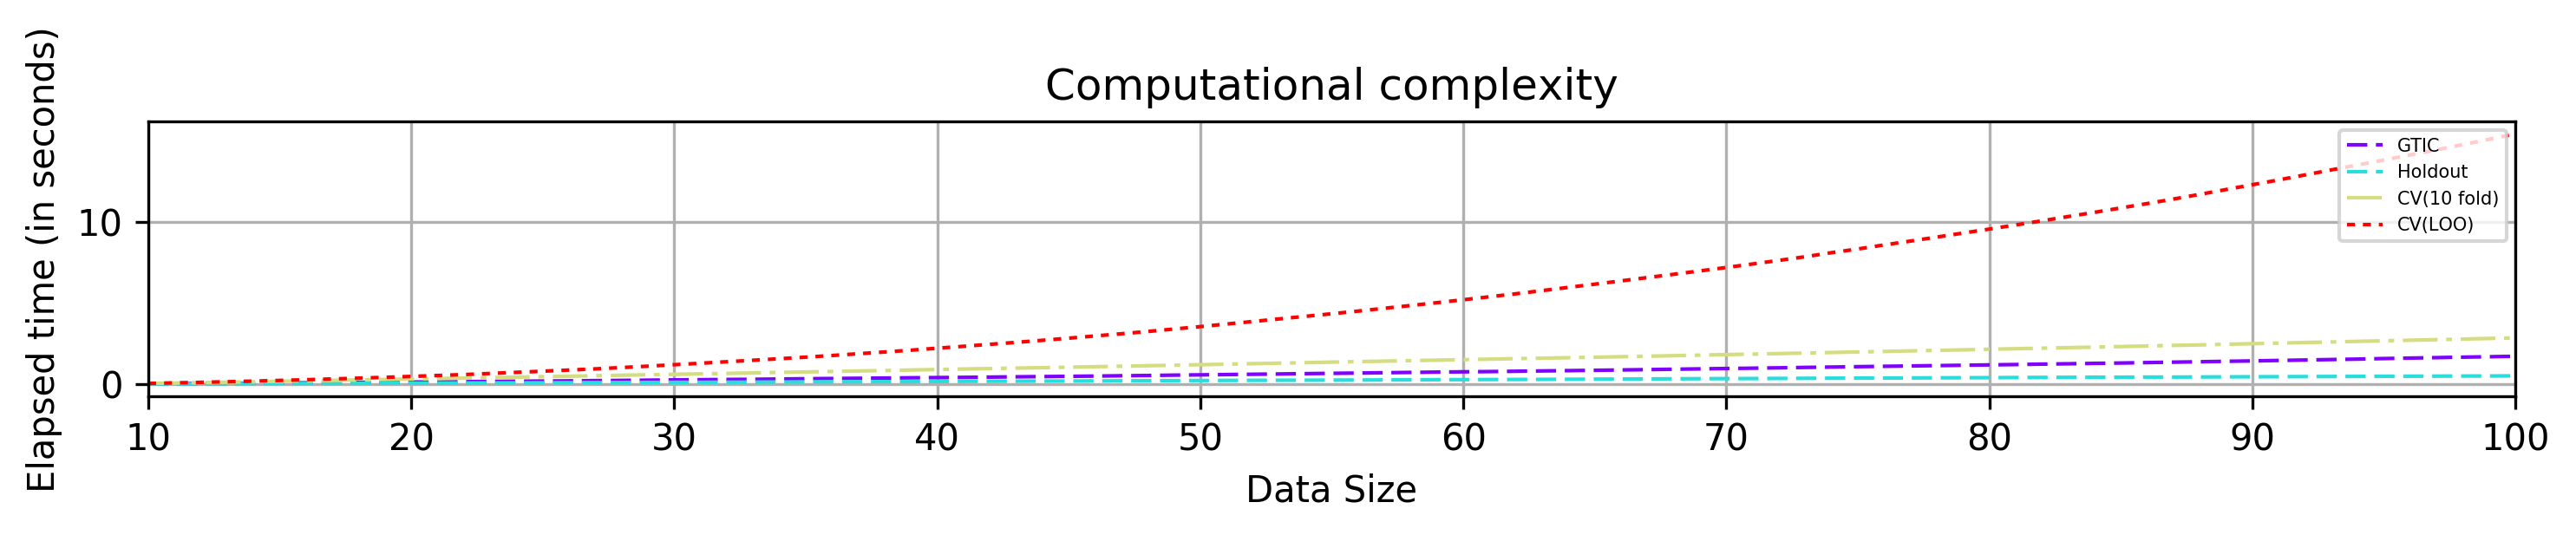 Computational complexity
Elapsed time (in seconds)
10
0
GTIC
Holdout
CV(10 fold)
CV(LOO)
10 20 30 40 50 60 70 80 90 100
Data Size